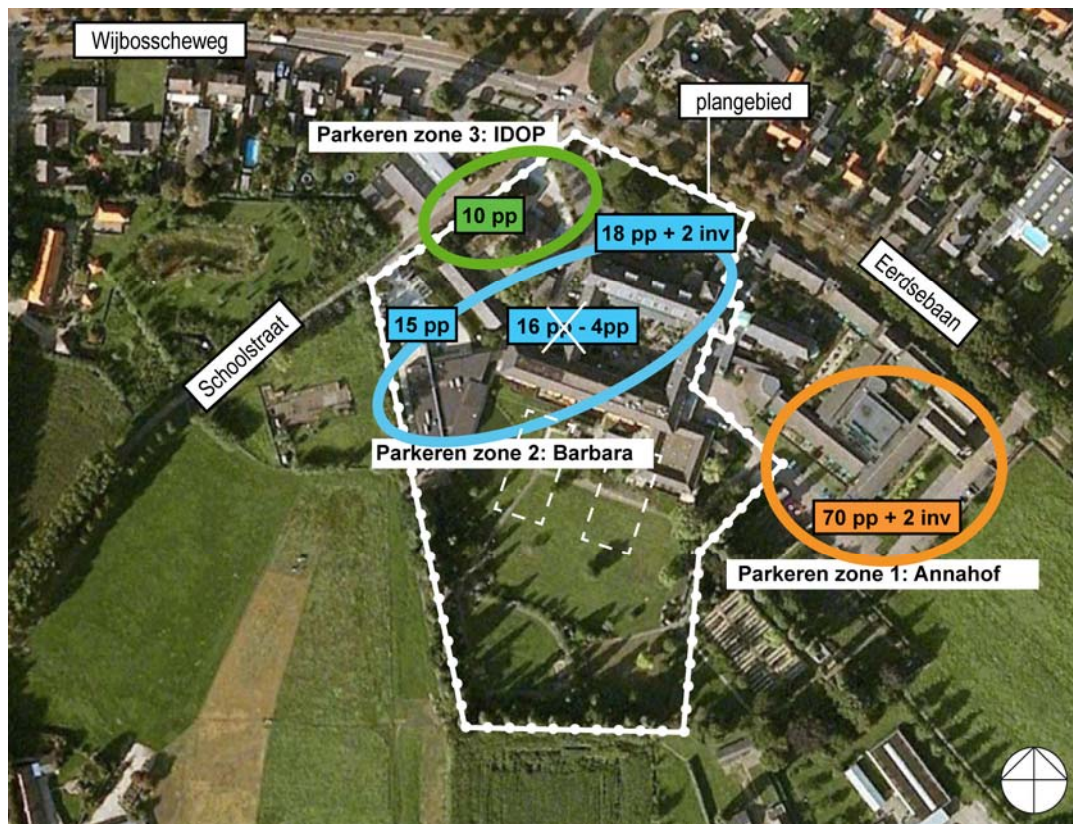 Wijbosscheweg
plangebied
Parkeren zone 3: IDOP
10 pp
18 pp + 2 inv
Eerdsebaan
15 pp
16 pp - 4pp
Schoolstraat
Parkeren zone 2: Barbara
70 pp + 2 inv
Parkeren zone 1: Annahof